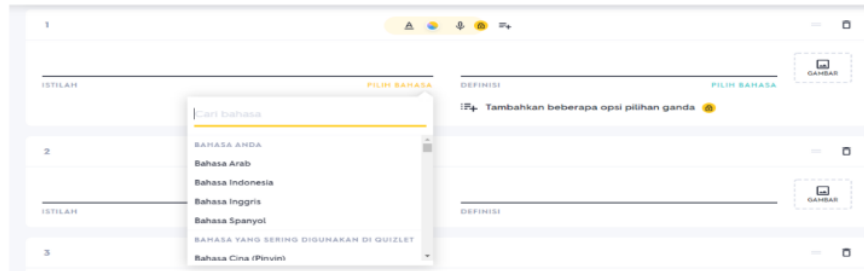 1
ISTILAH
PILIH BAHASA
DEFINISI
PILIH BAHASA
GAMBAR
Tambahkan beberapa opsi pilihan ganda
Cari bahasa
BAHASA ANDA
Bahasa Arab
Bahasa Indonesia
Bahasa Inggris
Bahasa Spanyol
BAHASA YANG SERING DIGUNAKAN DI QUIZLET
Bahasa Cina (Pinyin)
2
ISTILAH
DEFINISI
GAMBAR
3